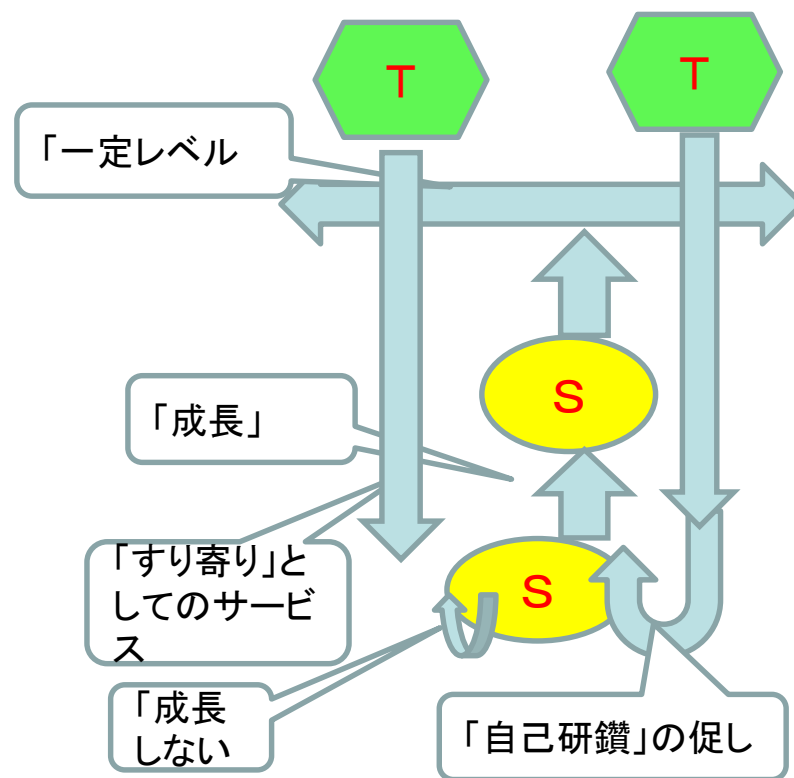 T
T
「一定レベル
S
「成長」
「すり寄り」と
してのサービ
ス
S
「成長
しない
「自己研鑽」の促し